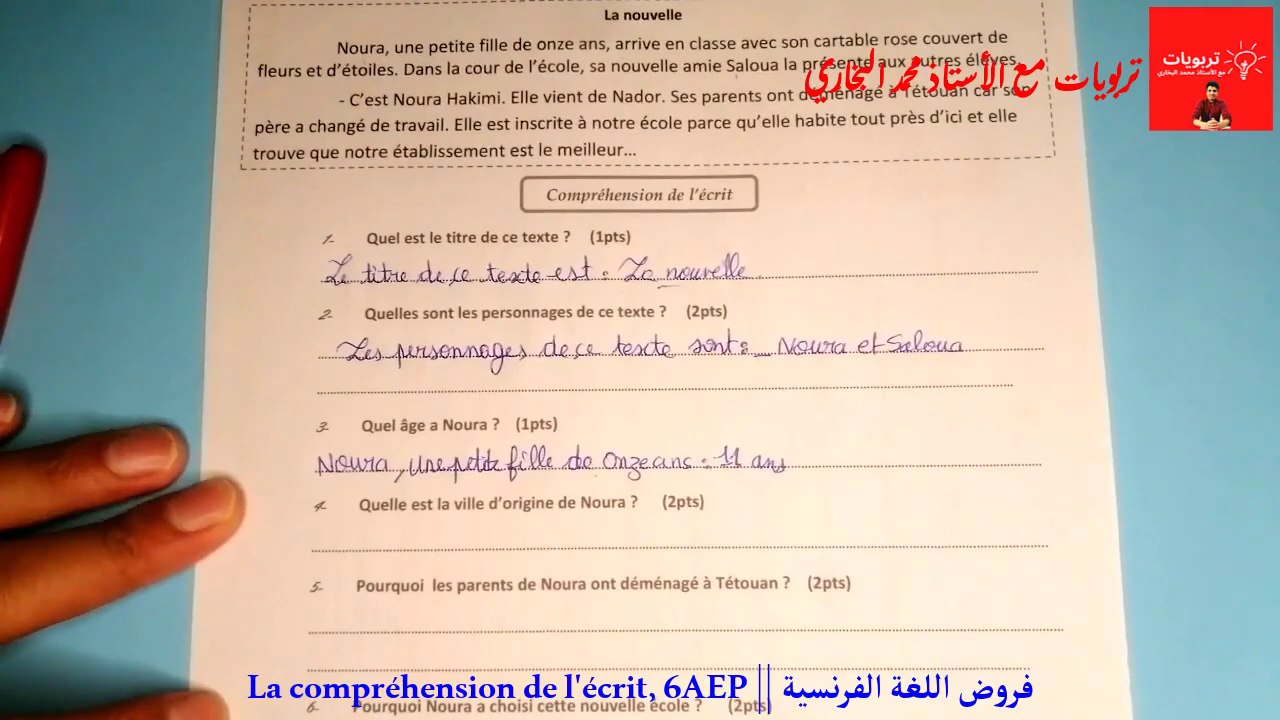 La nouvelle
Noura, une petite fille de onze ans, arrive en classe avec son cartable rose couvert de
fleurs et d'étoiles. Dans la cour de l'école, sa nouvelle amie Saloua la présente aux autres élèves.
تربويات مع الأستاذ محمد البخاري
تربويات
مع الأستاذ محمد البخاري
- C'est Noura Hakimi. Elle vient de Nador. Ses parents ont déménagé à Tétouan car son
père a changé de travail. Elle est inscrite à notre école parce qu'elle habite tout près d'ici et elle
trouve que notre établissement est le meilleur...
Compréhension de l'écrit
1- Quel est le titre de ce texte ? (1pts)
Le titre de ce texte est : La nouvelle
2- Quelles sont les personnages de ce texte ? (2pts)
Les personnages de ce texte sont : Noura et Saloua
3- Quel âge a Noura ? (1pts)
Noura, une petite fille de onze ans : 11 ans
4- Quelle est la ville d'origine de Noura ? (2pts)
5- Pourquoi les parents de Noura ont déménagé à Tétouan ? (2pts)
6- Pourquoi Noura a choisi cette nouvelle école ? (2pts)
La compréhension de l'écrit, 6AEP || فروض اللغة الفرنسية